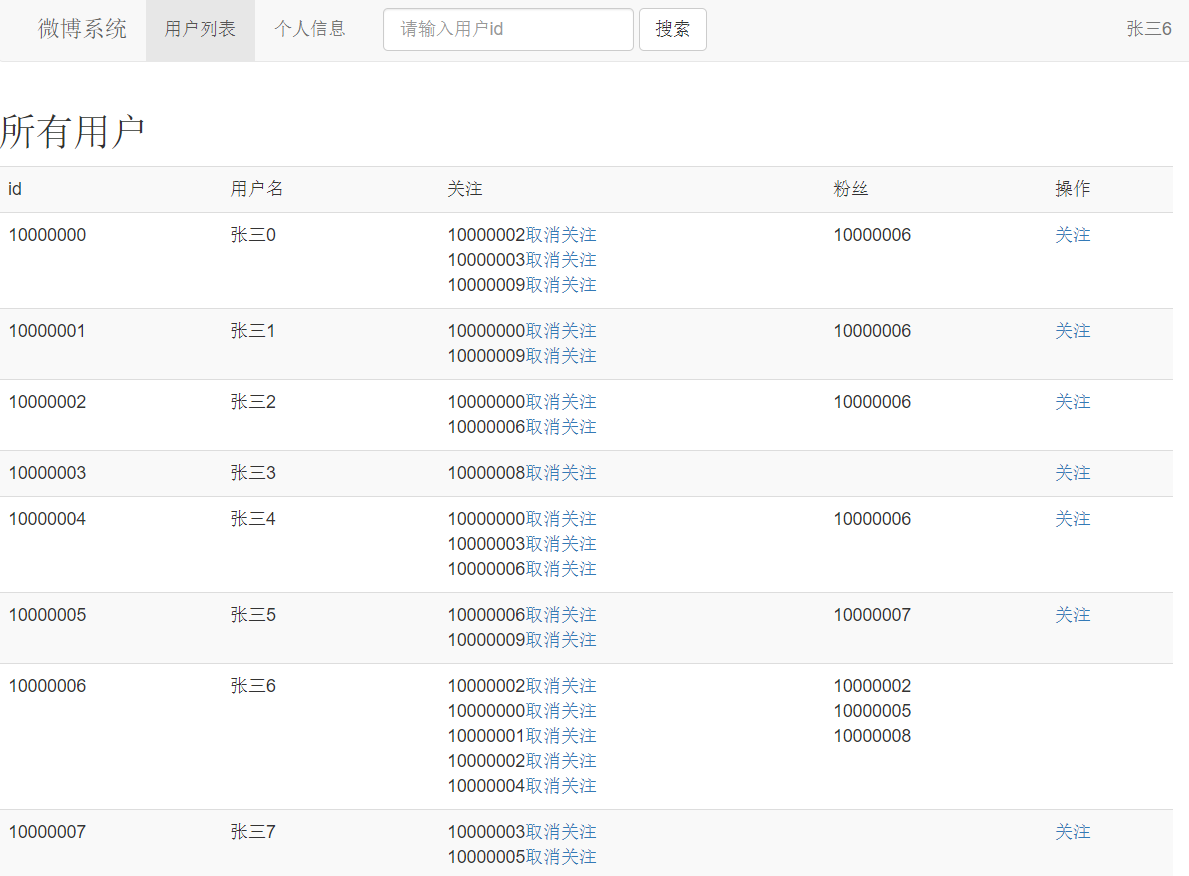 微博系统 用户列表 个人信息 请输入用户id 搜索 张三6
所有用户
id 用户名 关注 粉丝 操作
10000000 张三0 10000002取消关注 10000006 关注
10000003取消关注
10000009取消关注
10000001 张三1 10000000取消关注 10000006 关注
10000009取消关注
10000002 张三2 10000000取消关注 10000006 关注
10000006取消关注
10000003 张三3 10000008取消关注 关注
10000004 张三4 10000000取消关注 10000006 关注
10000003取消关注
10000006取消关注
10000005 张三5 10000006取消关注 10000007 关注
10000009取消关注
10000006 张三6 10000002取消关注 10000002
10000000取消关注 10000005
10000001取消关注 10000008
10000002取消关注
10000004取消关注
10000007 张三7 10000003取消关注 关注
10000005取消关注